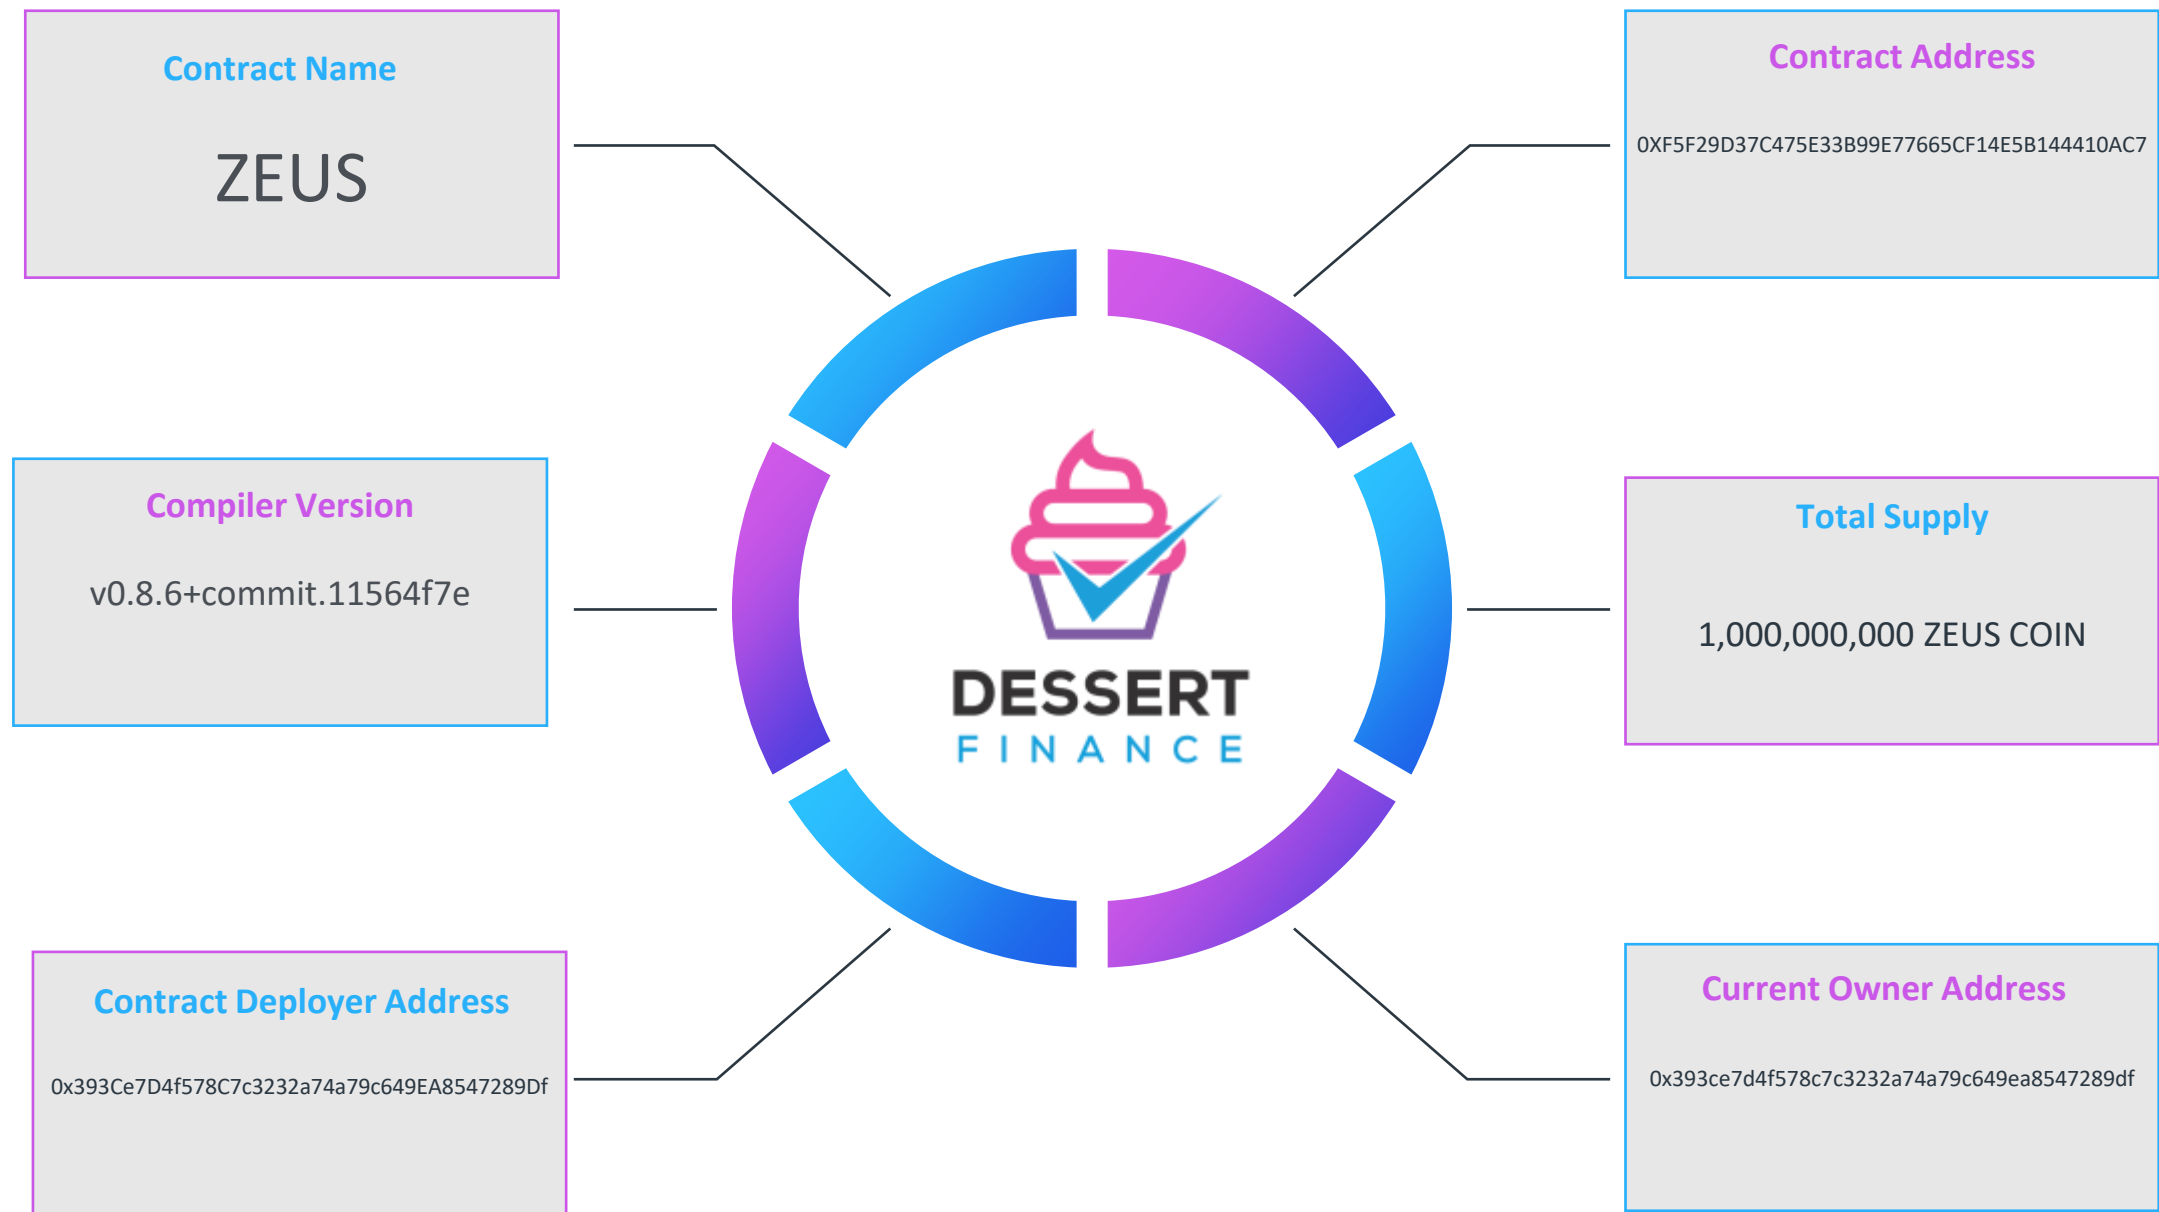 Contract Name
ZEUS
Contract Address
0XF5F29D37C475E33B99E77665CF14E5B144410AC7
Compiler Version
v0.8.6+commit.11564f7e
DESSERT
FINANCE
Total Supply
1,000,000,000 ZEUS COIN
Contract Deployer Address
0x393Ce7D4f578C7c3232a74a79c649EA8547289Df
Current Owner Address
0x393ce7d4f578c7c3232a74a79c649ea8547289df